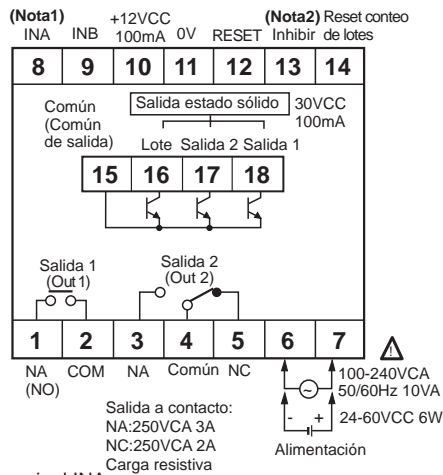 (Nota1) +12VCC (Nota2) Reset conteo
INA INB 100mA 0V RESET Inhibir de lotes
8 9 10 11 12 13 14
Común
(Común
de salida)
Salida estado sólido
30VCC
100mA
Lote Salida 2 Salida 1
15 16 17 18
Salida 1
(Out 1)
Salida 2
(Out 2)
1 2 3 4 5 6 7
NA
(NO)
COM NA Común NC
100-240VCA
50/60Hz 10VA
- + 24-60VCC 6W
Alimentación
Salida a contacto:
NA:250VCA 3A
NC:250VCA 2A
Carga resistiva
INA